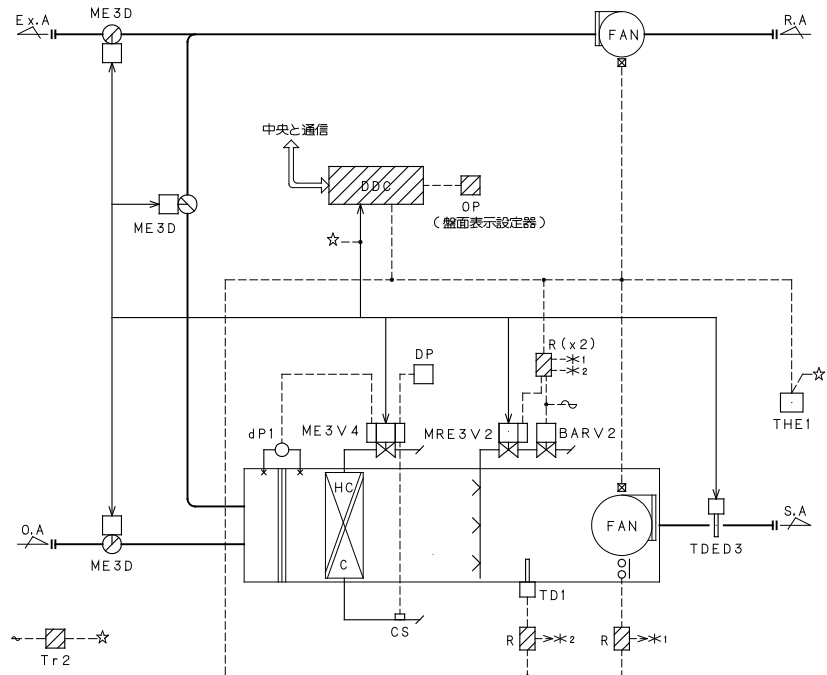 ME3D
Ex.A
FAN
R.A
中央と通信
DDC
OP
(盤面表示設定器)
ME3D
☆
R(x2)
*1
*2
DP
☆
THE1
dP1
ME3V4
MRE3V2
BARV2
HC
C
O.A
ME3D
FAN
S.A
TDED3
TD1
CS
R
*2
R
*1
☆
Tr2